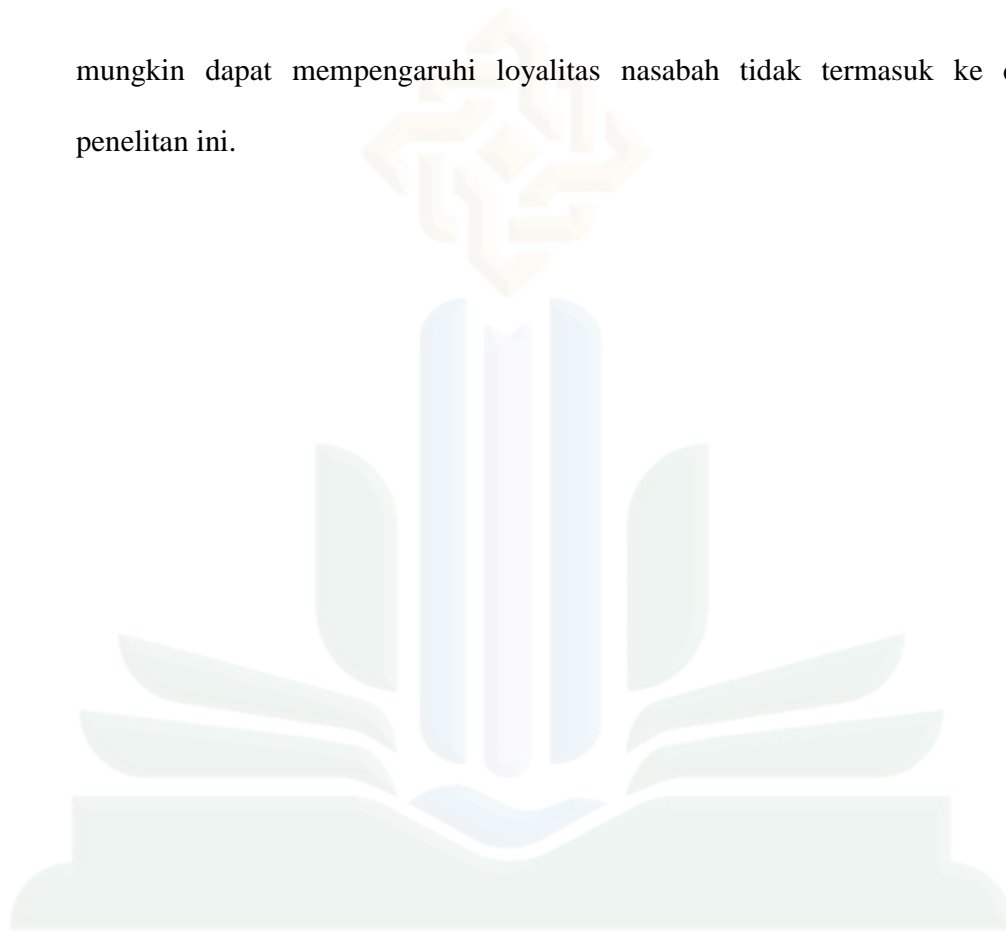 mungkin dapat mempengaruhi loyalitas nasabah tidak termasuk ke
penelitan ini.